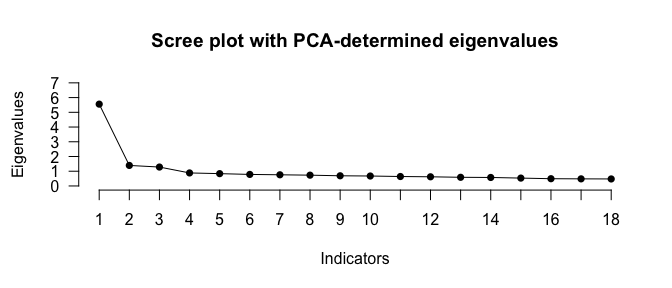 Scree plot with PCA-determined eigenvalues
7
6
5
4
3
2
1
0
Eigenvalues
1 2 3 4 5 6 7 8 9 10 12 14 16 18
Indicators